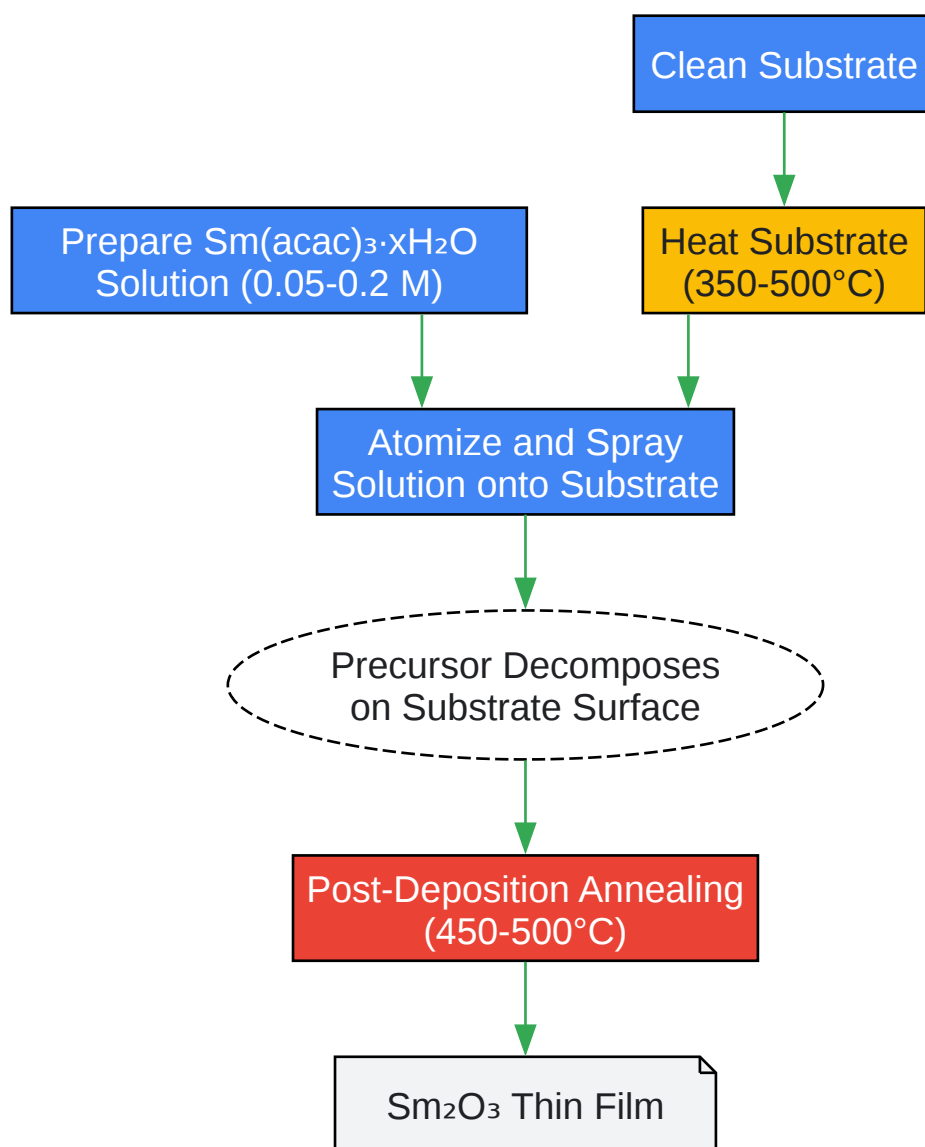 Clean Substrate
Prepare Sm(acac)₃·xH₂O
Solution (0.05-0.2 M)
Heat Substrate
(350-500°C)
Atomize and Spray
Solution onto Substrate
Precursor Decomposes
on Substrate Surface
Post-Deposition Annealing
(450-500°C)
Sm₂O₃ Thin Film